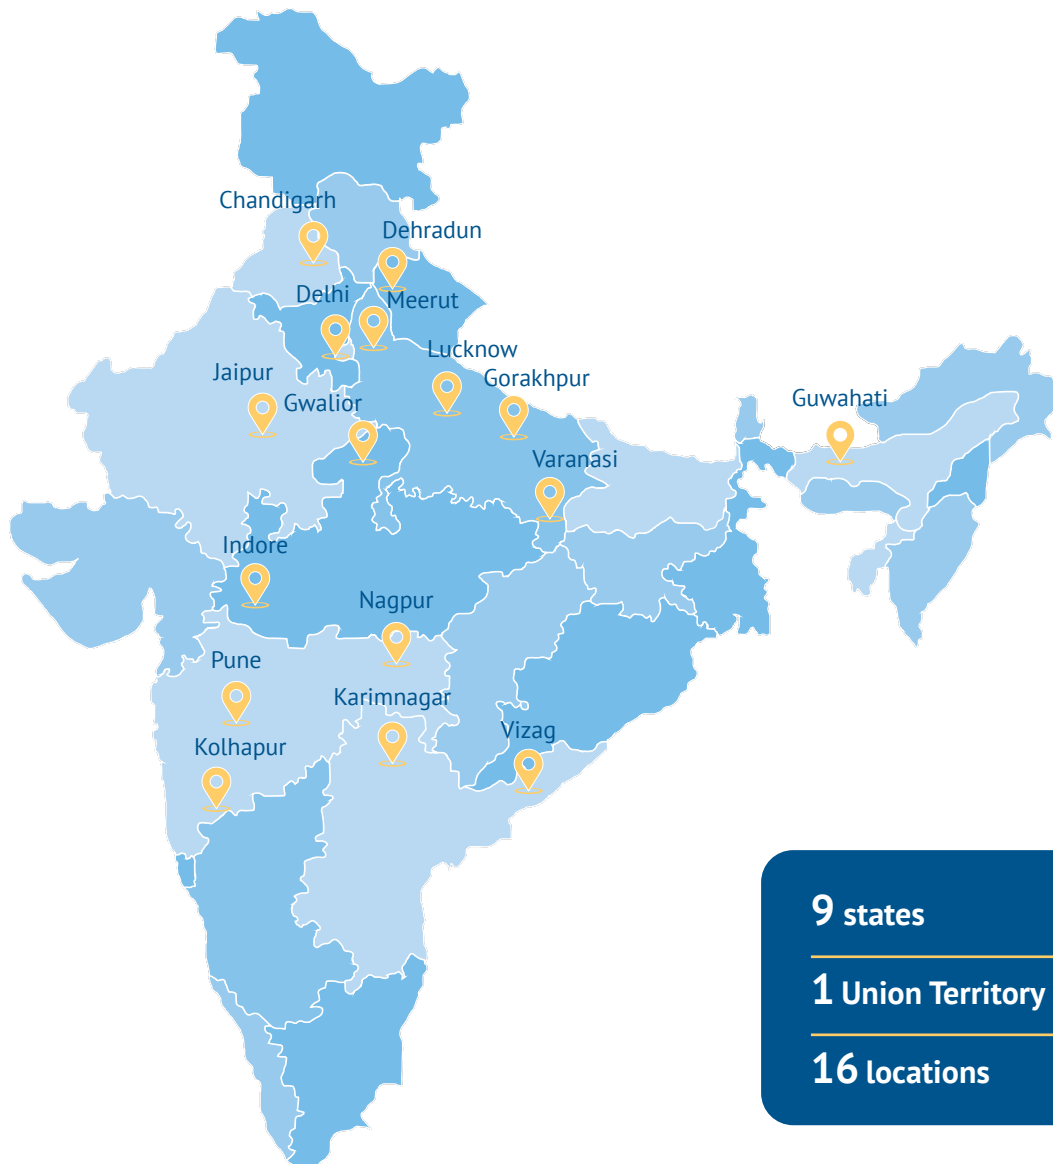 Chandigarh
Dehradun
Delhi
Meerut
Lucknow
Jaipur
Gorakhpur
Gwalior
Guwahati
Varanasi
Indore
Nagpur
Pune
Karimnagar
Vizag
Kolhapur
9 states
1 Union Territory
16 locations